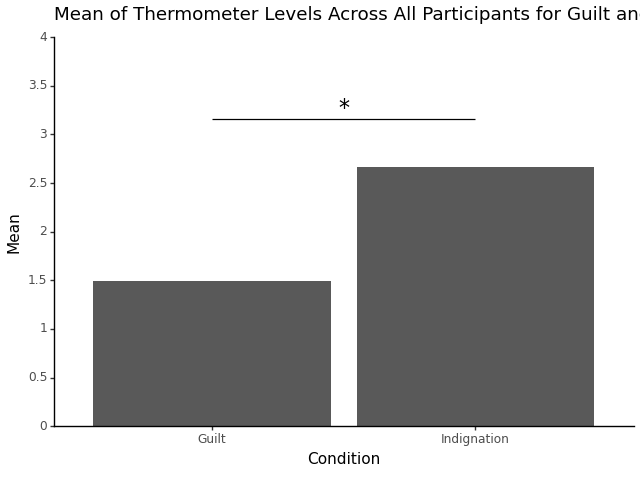 Mean of Thermometer Levels Across All Participants for Guilt
4
3.5
3
2.5
2
1.5
1
0.5
0
Mean
*
Guilt
Indignation
Condition